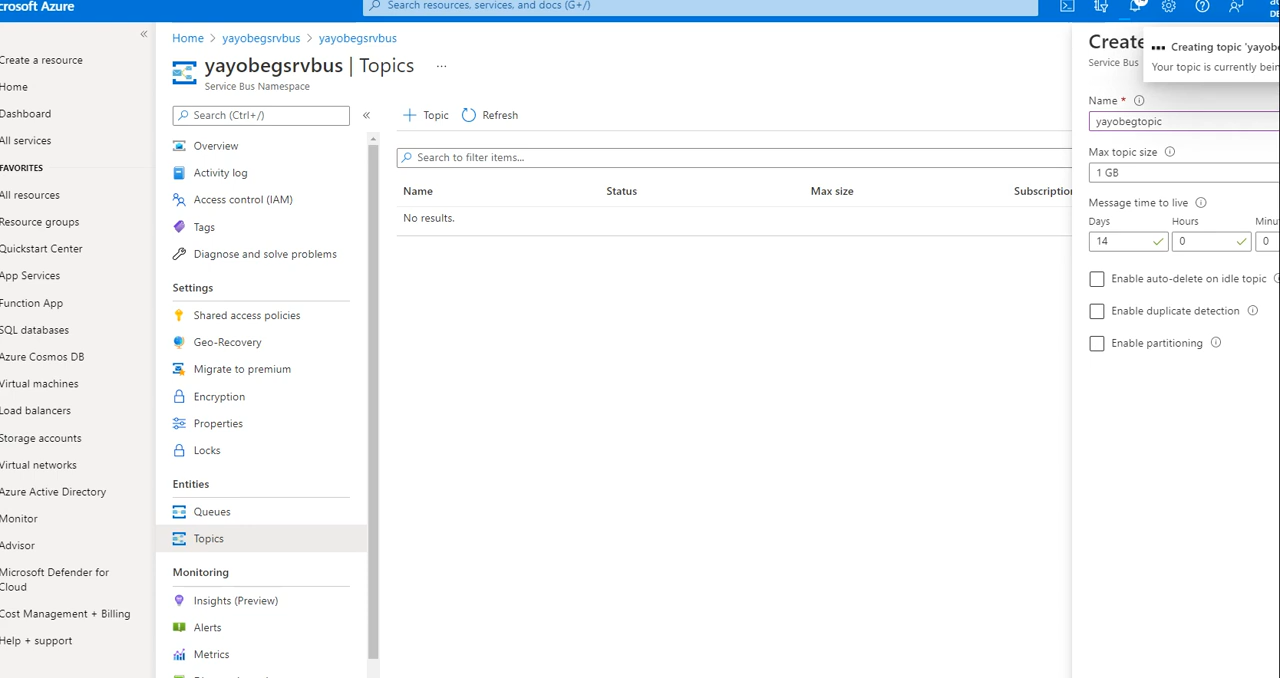 crosoft Azure
Search resources, services, and docs (G+/)
Create a resource
Home
Dashboard
All services
FAVORITES
All resources
Resource groups
Quickstart Center
App Services
Function App
SQL databases
Azure Cosmos DB
Virtual machines
Load balancers
Storage accounts
Virtual networks
Azure Active Directory
Monitor
Advisor
Microsoft Defender for
Cloud
Cost Management + Billing
Help + support
Home > yayobegsrvbus > yayobegsrvbus
yayobegsrvbus | Topics ...
Service Bus Namespace
Search (Ctrl+/)
Overview
Activity log
Access control (IAM)
Tags
Diagnose and solve problems
Settings
Shared access policies
Geo-Recovery
Migrate to premium
Encryption
Properties
Locks
Entities
Queues
Topics
Monitoring
Insights (Preview)
Alerts
Metrics
Topic Refresh
Search to filter items...
Name Status Max size Subscription
No results.
Create
Service Bus
Creating topic 'yayobe
Your topic is currently bein
Name *
yayobegtopic
Max topic size
1 GB
Message time to live
Days Hours Minu
14 0 0
Enable auto-delete on idle topic
Enable duplicate detection
Enable partitioning